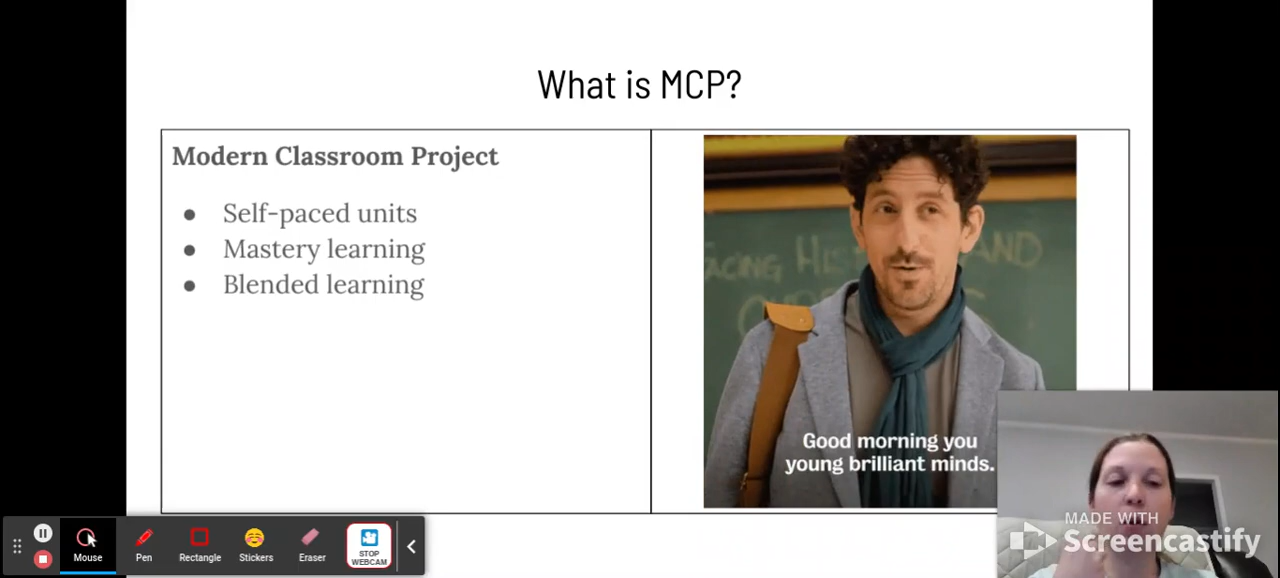 What is MCP?
Modern Classroom Project
● Self-paced units
● Mastery learning
● Blended learning
Good morning you
young brilliant minds.
MADE WITH
Screencastify
Mouse
Pen
Rectangle
Stickers
Eraser
STOP
WEBCAM